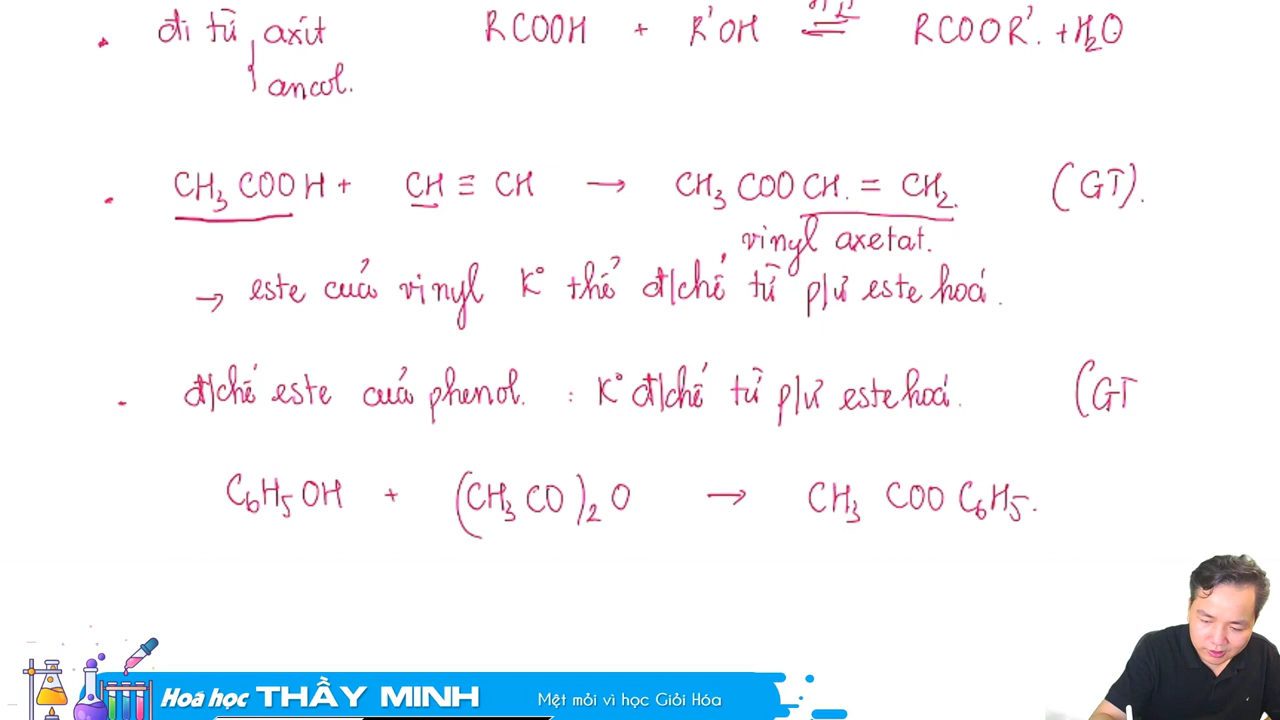 . đi từ axit RCOOH + R'OH ⇌ RCOOR'. + H₂O
ancol.
. CH₃COOH + CH ≡ CH → CH₃COOCH. = CH₂. (GT).
vinyl axetat.
→ este của vinyl K° thể đ/chế từ p/ư este hoá.
. đ/chế este của phenol. : K° đ/chế từ p/ư este hoá. (GT
C₆H₅OH + (CH₃CO)₂O → CH₃COOC₆H₅.
Hoá học THẦY MINH Mệt mỏi vì học Giỏi Hóa